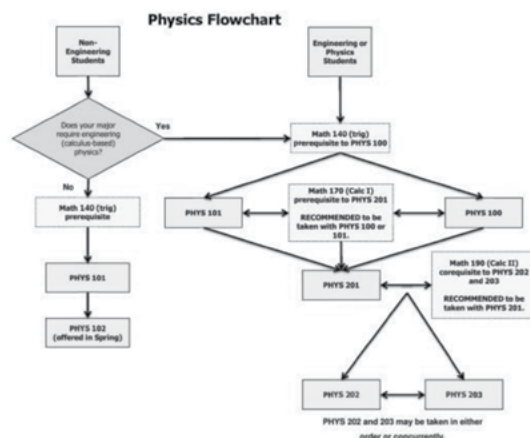 Physics Flowchart
Non-
Engineering
Students
Engineering or
Physics
Students
Does your major
require engineering
(calculus-based)
physics?
Yes
No
Math 140 (trig)
prerequisite to PHYS 100
Math 140 (trig)
prerequisite
PHYS 101
Math 170 (Calc I)
prerequisite to PHYS 201
RECOMMENDED to be
taken with PHYS 100 or
101.
PHYS 100
PHYS 101
PHYS 201
Math 190 (Calc II)
corequisite to PHYS 202
and 203
RECOMMENDED to be
taken with PHYS 201.
PHYS 102
(offered in Spring)
PHYS 202
PHYS 203
PHYS 202 and 203 may be taken in either
order or concurrently